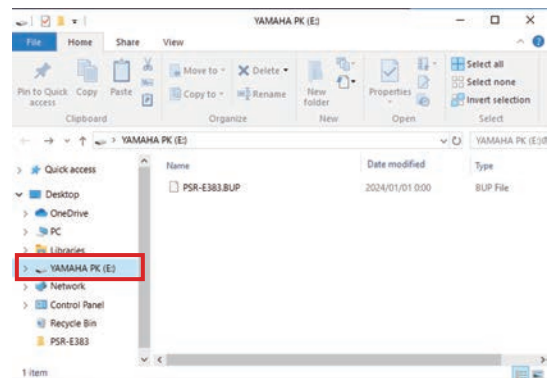 YAMAHA PK (E:)
File Home Share View
Pin to Quick access
Copy
Paste
Clipboard
Move to
Copy to
Delete
Rename
Organize
New folder
New
Properties
Open
Select all
Select none
Invert selection
Select
YAMAHA PK (E:)
YAMAHA PK (E:)
Name Date modified Type
PSR-E383.BUP 2024/01/01 0:00 BUP File
Quick access
Desktop
OneDrive
PC
Libraries
YAMAHA PK (E:)
Network
Control Panel
Recycle Bin
PSR-E383
1 item